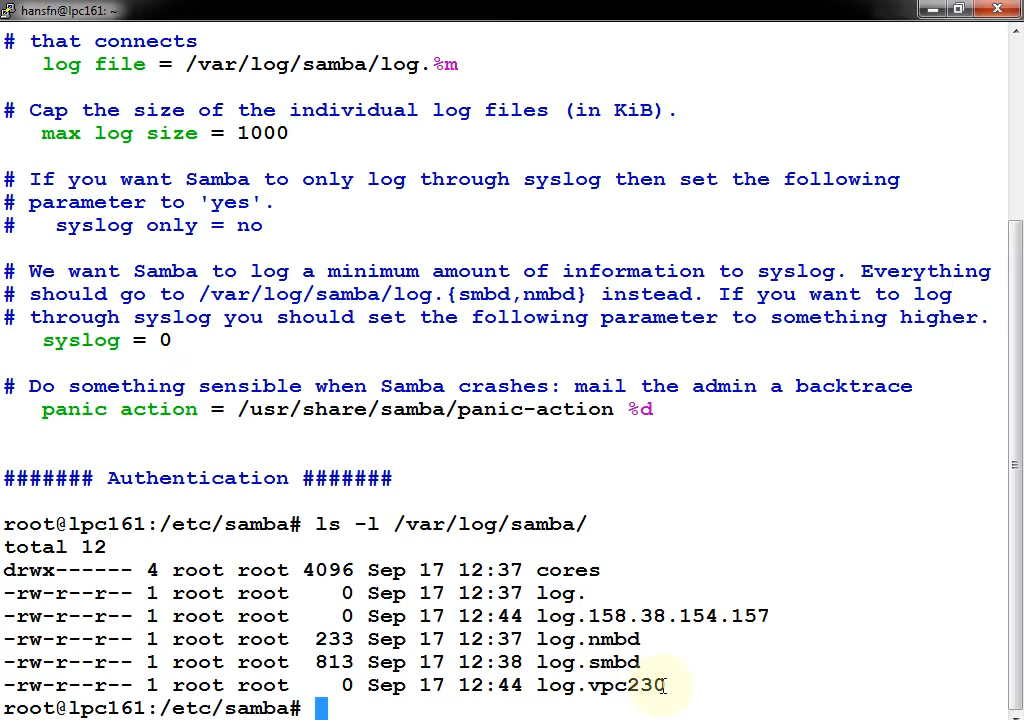 hansfn@lpc161: ~
# that connects
log file = /var/log/samba/log.%m
# Cap the size of the individual log files (in KiB).
max log size = 1000
# If you want Samba to only log through syslog then set the following
# parameter to 'yes'.
#   syslog only = no
# We want Samba to log a minimum amount of information to syslog. Everything
# should go to /var/log/samba/log.{smbd,nmbd} instead. If you want to log
# through syslog you should set the following parameter to something higher.
syslog = 0
# Do something sensible when Samba crashes: mail the admin a backtrace
panic action = /usr/share/samba/panic-action %d
####### Authentication #######
root@lpc161:/etc/samba# ls -l /var/log/samba/
total 12
drwx------ 4 root root 4096 Sep 17 12:37 cores
-rw-r--r-- 1 root root    0 Sep 17 12:37 log.
-rw-r--r-- 1 root root    0 Sep 17 12:44 log.158.38.154.157
-rw-r--r-- 1 root root  233 Sep 17 12:37 log.nmbd
-rw-r--r-- 1 root root  813 Sep 17 12:38 log.smbd
-rw-r--r-- 1 root root    0 Sep 17 12:44 log.vpc230
root@lpc161:/etc/samba#